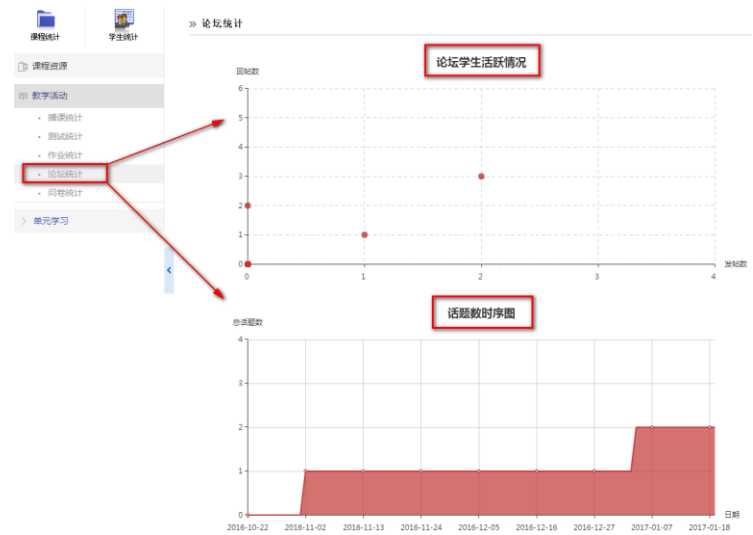 课程统计
学生统计
课程资源
教学活动
播课统计
测试统计
作业统计
论坛统计
问卷统计
单元学习
» 论坛统计
论坛学生活跃情况
回帖数
6
5
4
3
2
1
0
0 1 2 3 4
发帖数
话题数时序图
总话题数
4
3
2
1
0
2016-10-22 2016-11-02 2016-11-13 2016-11-24 2016-12-05 2016-12-16 2016-12-27 2017-01-07 2017-01-18
日期